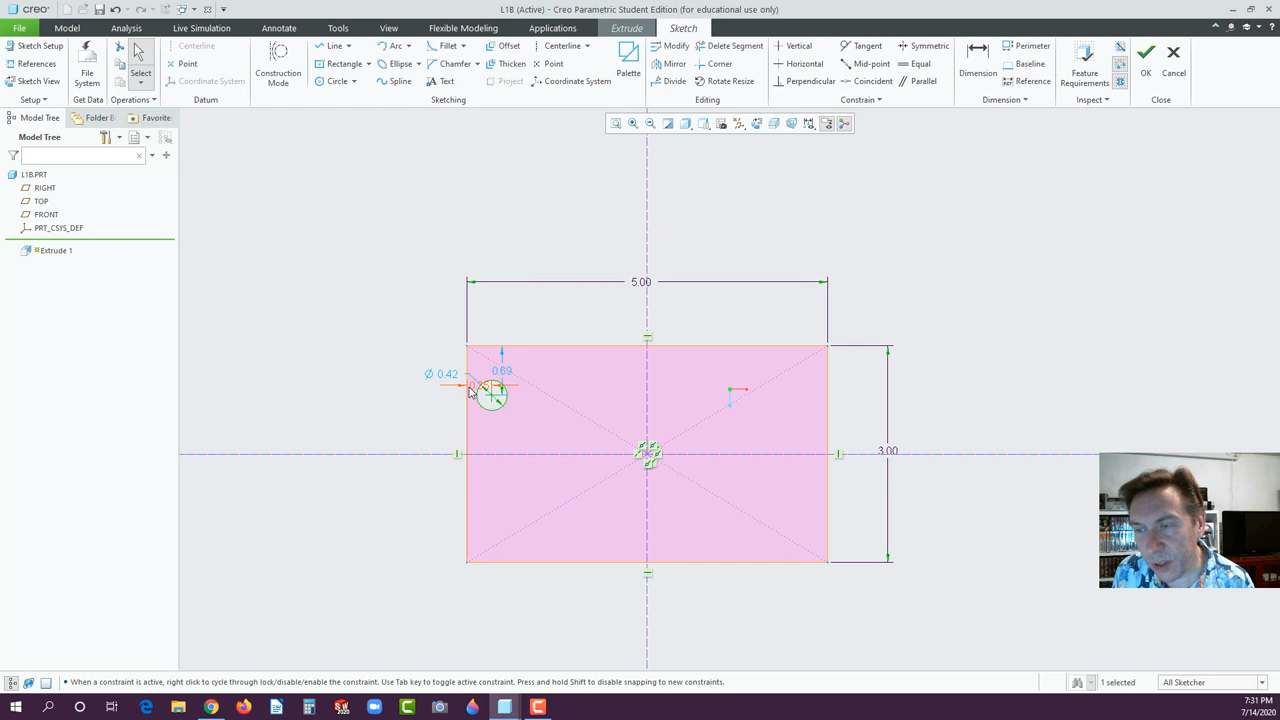 creo L1B (Active) - Creo Parametric Student Edition (for educational use only)
File Model Analysis Live Simulation Annotate Tools View Flexible Modeling Applications Extrude Sketch
Sketch Setup Centerline Line Arc Fillet Offset Centerline Modify Delete Segment Vertical Tangent Symmetric Perimeter
References Point Rectangle Ellipse Chamfer Thicken Point Mirror Corner Horizontal Mid-point Equal Baseline
Sketch View Coordinate System Circle Spline Text Project Coordinate System Divide Rotate Resize Perpendicular Coincident Parallel Reference
File System Select Construction Mode Palette Dimension Feature Requirements OK Cancel
Setup Get Data Operations Datum Sketching Editing Constrain Dimension Inspect Close
Model Tree Folder B Favorite
Model Tree
L1B.PRT
RIGHT
TOP
FRONT
PRT_CSYS_DEF
Extrude 1
5.00
Ø 0.42
0.69
3.00
When a constraint is active, right click to cycle through lock/disable/enable the constraint. Use Tab key to toggle active constraint. Press and hold Shift to disable snapping to new constraints.
1 selected
All Sketcher
7:31 PM
7/14/2020